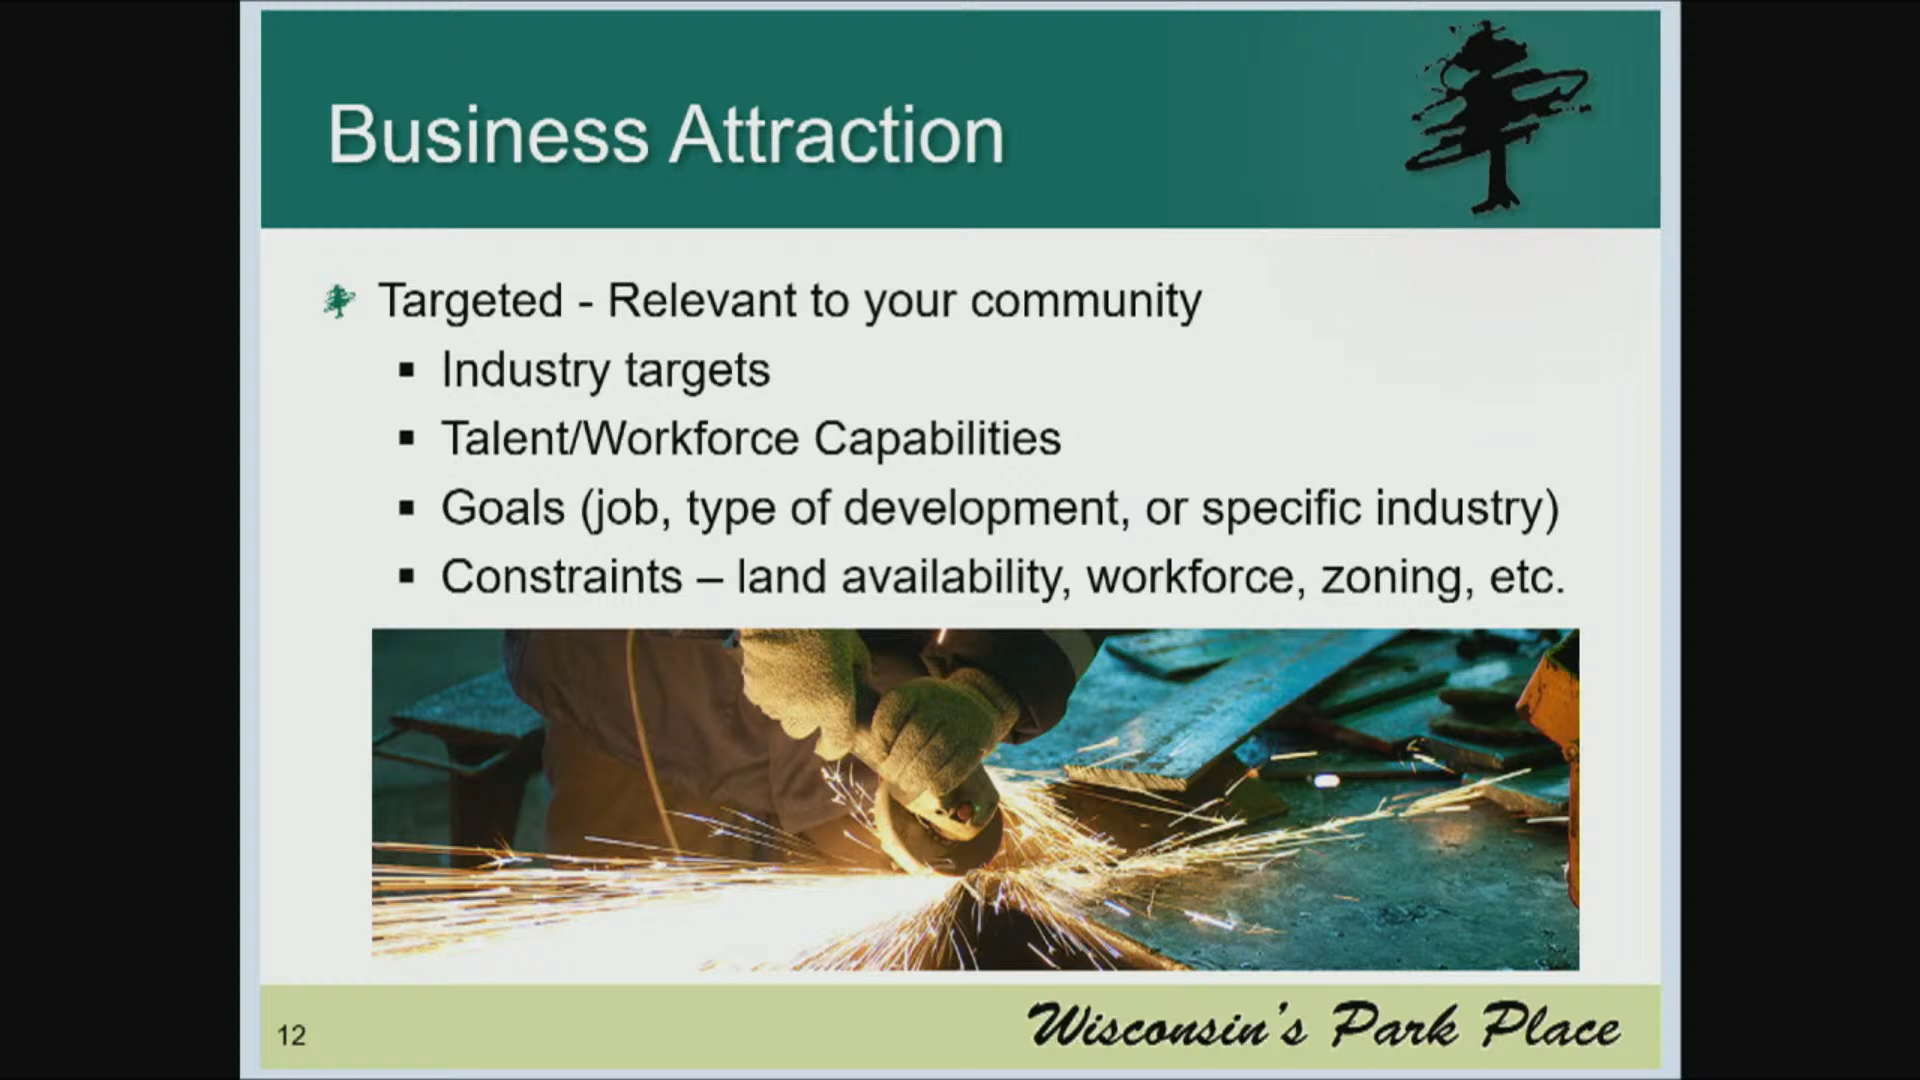 Business Attraction
Targeted - Relevant to your community
Industry targets
Talent/Workforce Capabilities
Goals (job, type of development, or specific industry)
Constraints – land availability, workforce, zoning, etc.
12
Wisconsin's Park Place